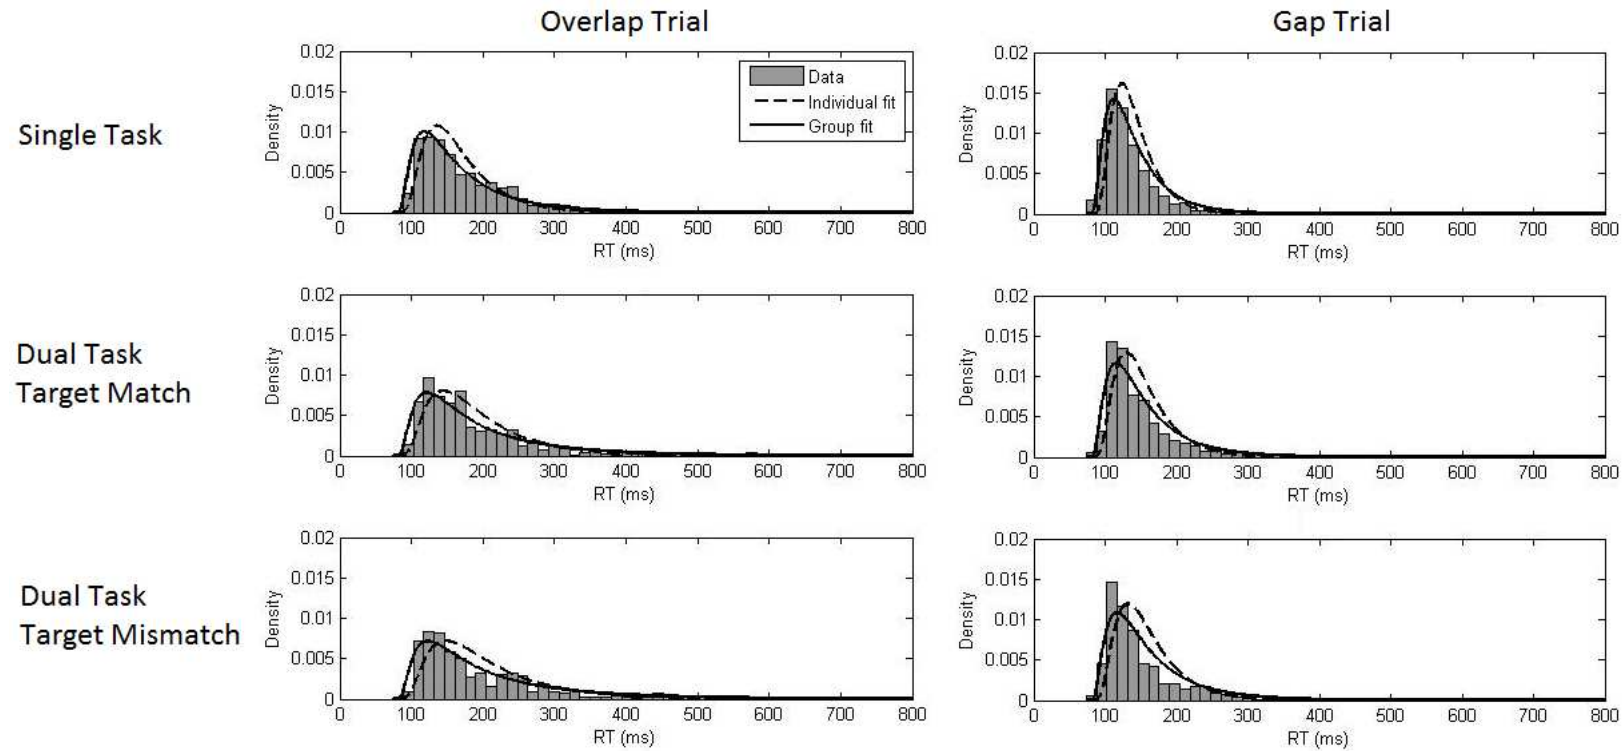 Overlap Trial
Gap Trial
Single Task
Density
0.02
0.015
0.01
0.005
0
0 100 200 300 400 500 600 700 800
RT (ms)
Data
Individual fit
Group fit
Density
0.02
0.015
0.01
0.005
0
0 100 200 300 400 500 600 700 800
RT (ms)
Dual Task
Target Match
Density
0.02
0.015
0.01
0.005
0
0 100 200 300 400 500 600 700 800
RT (ms)
Density
0.02
0.015
0.01
0.005
0
0 100 200 300 400 500 600 700 800
RT (ms)
Dual Task
Target Mismatch
Density
0.02
0.015
0.01
0.005
0
0 100 200 300 400 500 600 700 800
RT (ms)
Density
0.02
0.015
0.01
0.005
0
0 100 200 300 400 500 600 700 800
RT (ms)